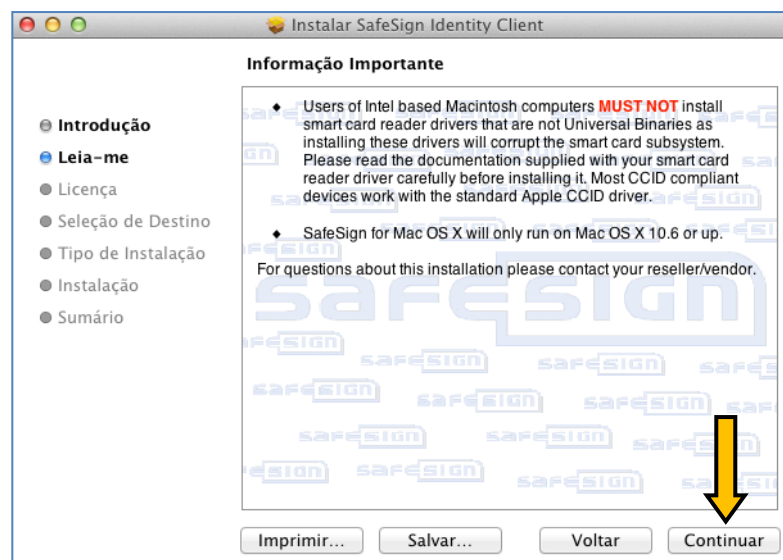 Instalar SafeSign Identity Client
Informação Importante
Introdução
Leia-me
Licença
Seleção de Destino
Tipo de Instalação
Instalação
Sumário
◆ Users of Intel based Macintosh computers MUST NOT install
smart card reader drivers that are not Universal Binaries as
installing these drivers will corrupt the smart card subsystem.
Please read the documentation supplied with your smart card
reader driver carefully before installing it. Most CCID compliant
devices work with the standard Apple CCID driver.
◆ SafeSign for Mac OS X will only run on Mac OS X 10.6 or up.
For questions about this installation please contact your reseller/vendor.
safesign
Imprimir... Salvar... Voltar Continuar